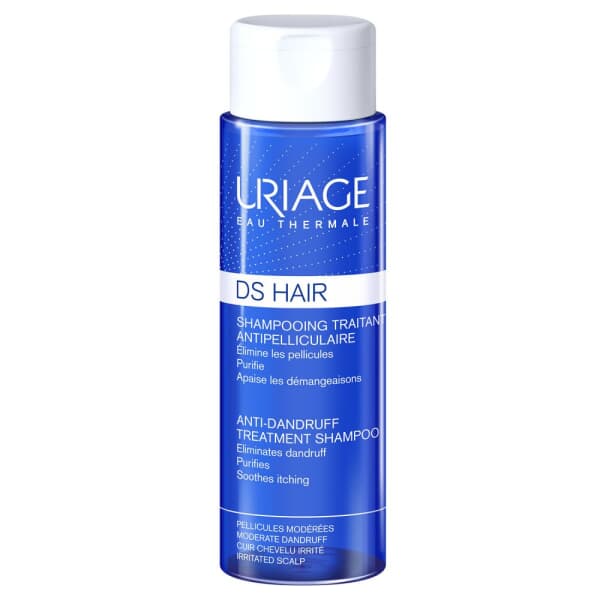 URIAGE
EAU THERMALE
DS HAIR
SHAMPOOING TRAITANT
ANTIPELLICULAIRE
Élimine les pellicules
Purifie
Apaise les démangeaisons
ANTI-DANDRUFF
TREATMENT SHAMPOO
Eliminates dandruff
Purifies
Soothes itching
PELLICULES MODÉRÉES
MODERATE DANDRUFF
CUIR CHEVELU IRRITÉ
IRRITATED SCALP